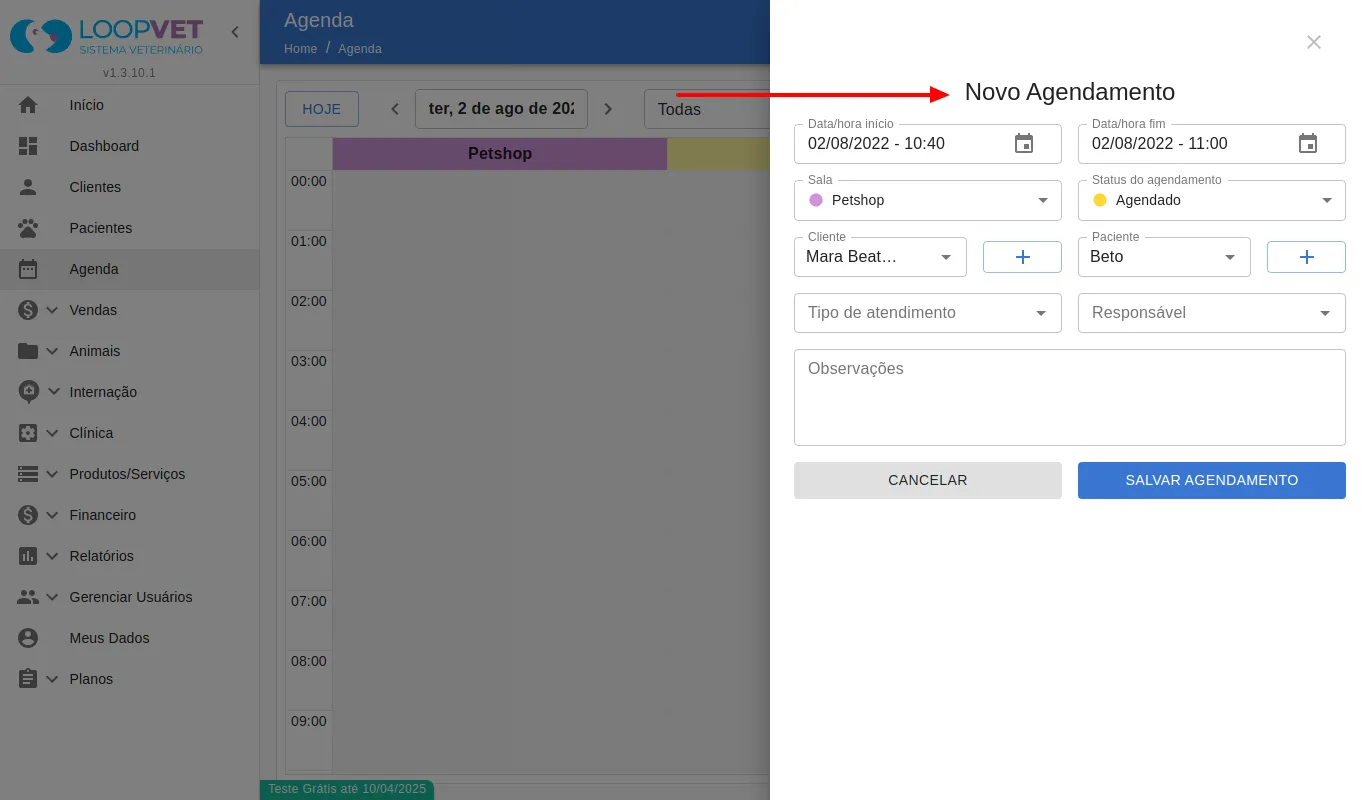 LOOPVET
SISTEMA VETERINÁRIO
v1.3.10.1
Início
Dashboard
Clientes
Pacientes
Agenda
Vendas
Animais
Internação
Clínica
Produtos/Serviços
Financeiro
Relatórios
Gerenciar Usuários
Meus Dados
Planos
Agenda
Home / Agenda
HOJE
ter, 2 de ago de 202
Todas
Petshop
00:00
01:00
02:00
03:00
04:00
05:00
06:00
07:00
08:00
09:00
Teste Grátis até 10/04/2025
Novo Agendamento
Data/hora início
02/08/2022 - 10:40
Data/hora fim
02/08/2022 - 11:00
Sala
Petshop
Status do agendamento
Agendado
Cliente
Mara Beat...
+
Paciente
Beto
+
Tipo de atendimento
Responsável
Observações
CANCELAR
SALVAR AGENDAMENTO